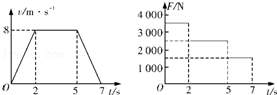 v/m·s⁻¹
8
O 2 5 7 t/s
F/N
4 000
3 000
2 000
1 000
O 2 5 7 t/s